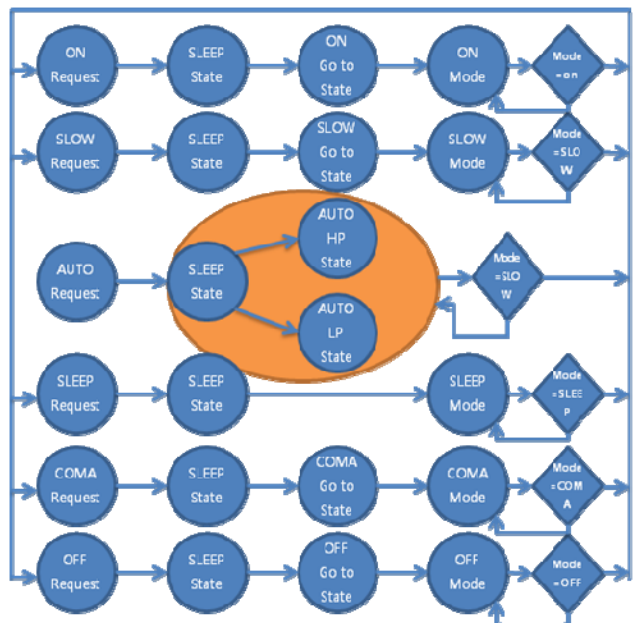 ON
Request
SLEEP
State
ON
Go to
State
ON
Mode
Mode
=on
SLOW
Request
SLEEP
State
SLOW
Go to
State
SLOW
Mode
Mode
=SLO
W
AUTO
Request
SLEEP
State
AUTO
HP
State
AUTO
LP
State
Mode
=SLO
W
SLEEP
Request
SLEEP
State
SLEEP
Mode
Mode
=SLEE
P
COMA
Request
SLEEP
State
COMA
Go to
State
COMA
Mode
Mode
=COM
A
OFF
Request
SLEEP
State
OFF
Go to
State
OFF
Mode
Mode
=OFF